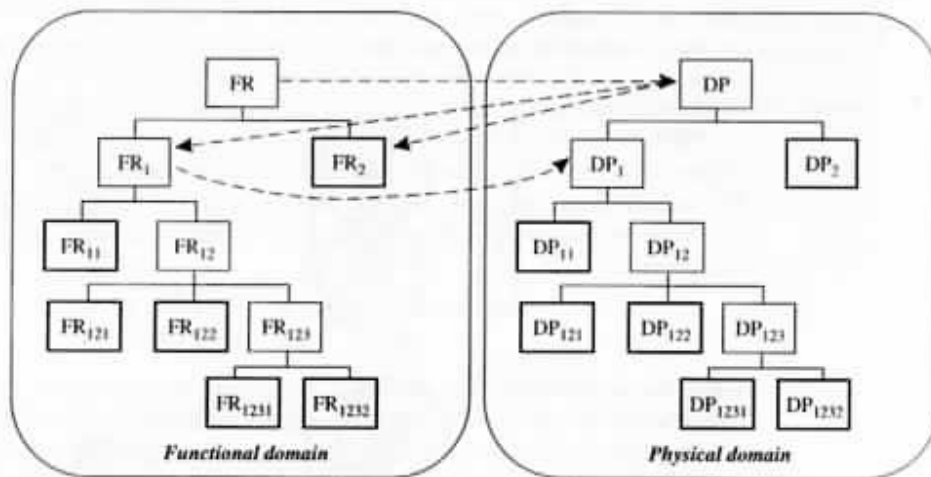 FR
DP
FR₁
FR₂
DP₃
DP₂
FR₁₁
FR₁₂
DP₁₁
DP₁₂
FR₁₂₁
FR₁₂₂
FR₁₂₃
DP₁₂₁
DP₁₂₂
DP₁₂₃
FR₁₂₃₁
FR₁₂₃₂
DP₁₂₃₁
DP₁₂₃₂
Functional domain
Physical domain